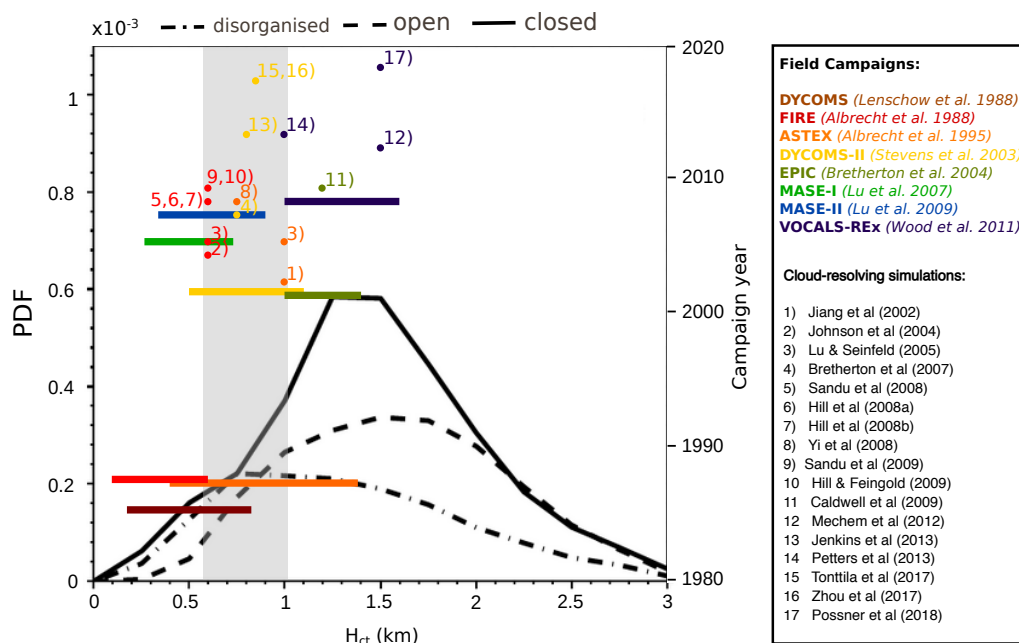 x10⁻³
disorganised open closed
2020
17)
15,16)
1
13) 14)
12)
9,10)
11)
2010
0.8
5,6,7) 8)
4)
3) 3)
2)
1)
0.6
2000
PDF
Campaign year
0.4
1990
0.2
0
1980
0 0.5 1 1.5 2 2.5 3
Hct (km)
Field Campaigns:
DYCOMS (Lenschow et al. 1988)
FIRE (Albrecht et al. 1988)
ASTEX (Albrecht et al. 1995)
DYCOMS-II (Stevens et al. 2003)
EPIC (Bretherton et al. 2004)
MASE-I (Lu et al. 2007)
MASE-II (Lu et al. 2009)
VOCALS-REx (Wood et al. 2011)
Cloud-resolving simulations:
1) Jiang et al (2002)
2) Johnson et al (2004)
3) Lu & Seinfeld (2005)
4) Bretherton et al (2007)
5) Sandu et al (2008)
6) Hill et al (2008a)
7) Hill et al (2008b)
8) Yi et al (2008)
9) Sandu et al (2009)
10 Hill & Feingold (2009)
11 Caldwell et al (2009)
12 Mechem et al (2012)
13 Jenkins et al (2013)
14 Petters et al (2013)
15 Tonttila et al (2017)
16 Zhou et al (2017)
17 Possner et al (2018)